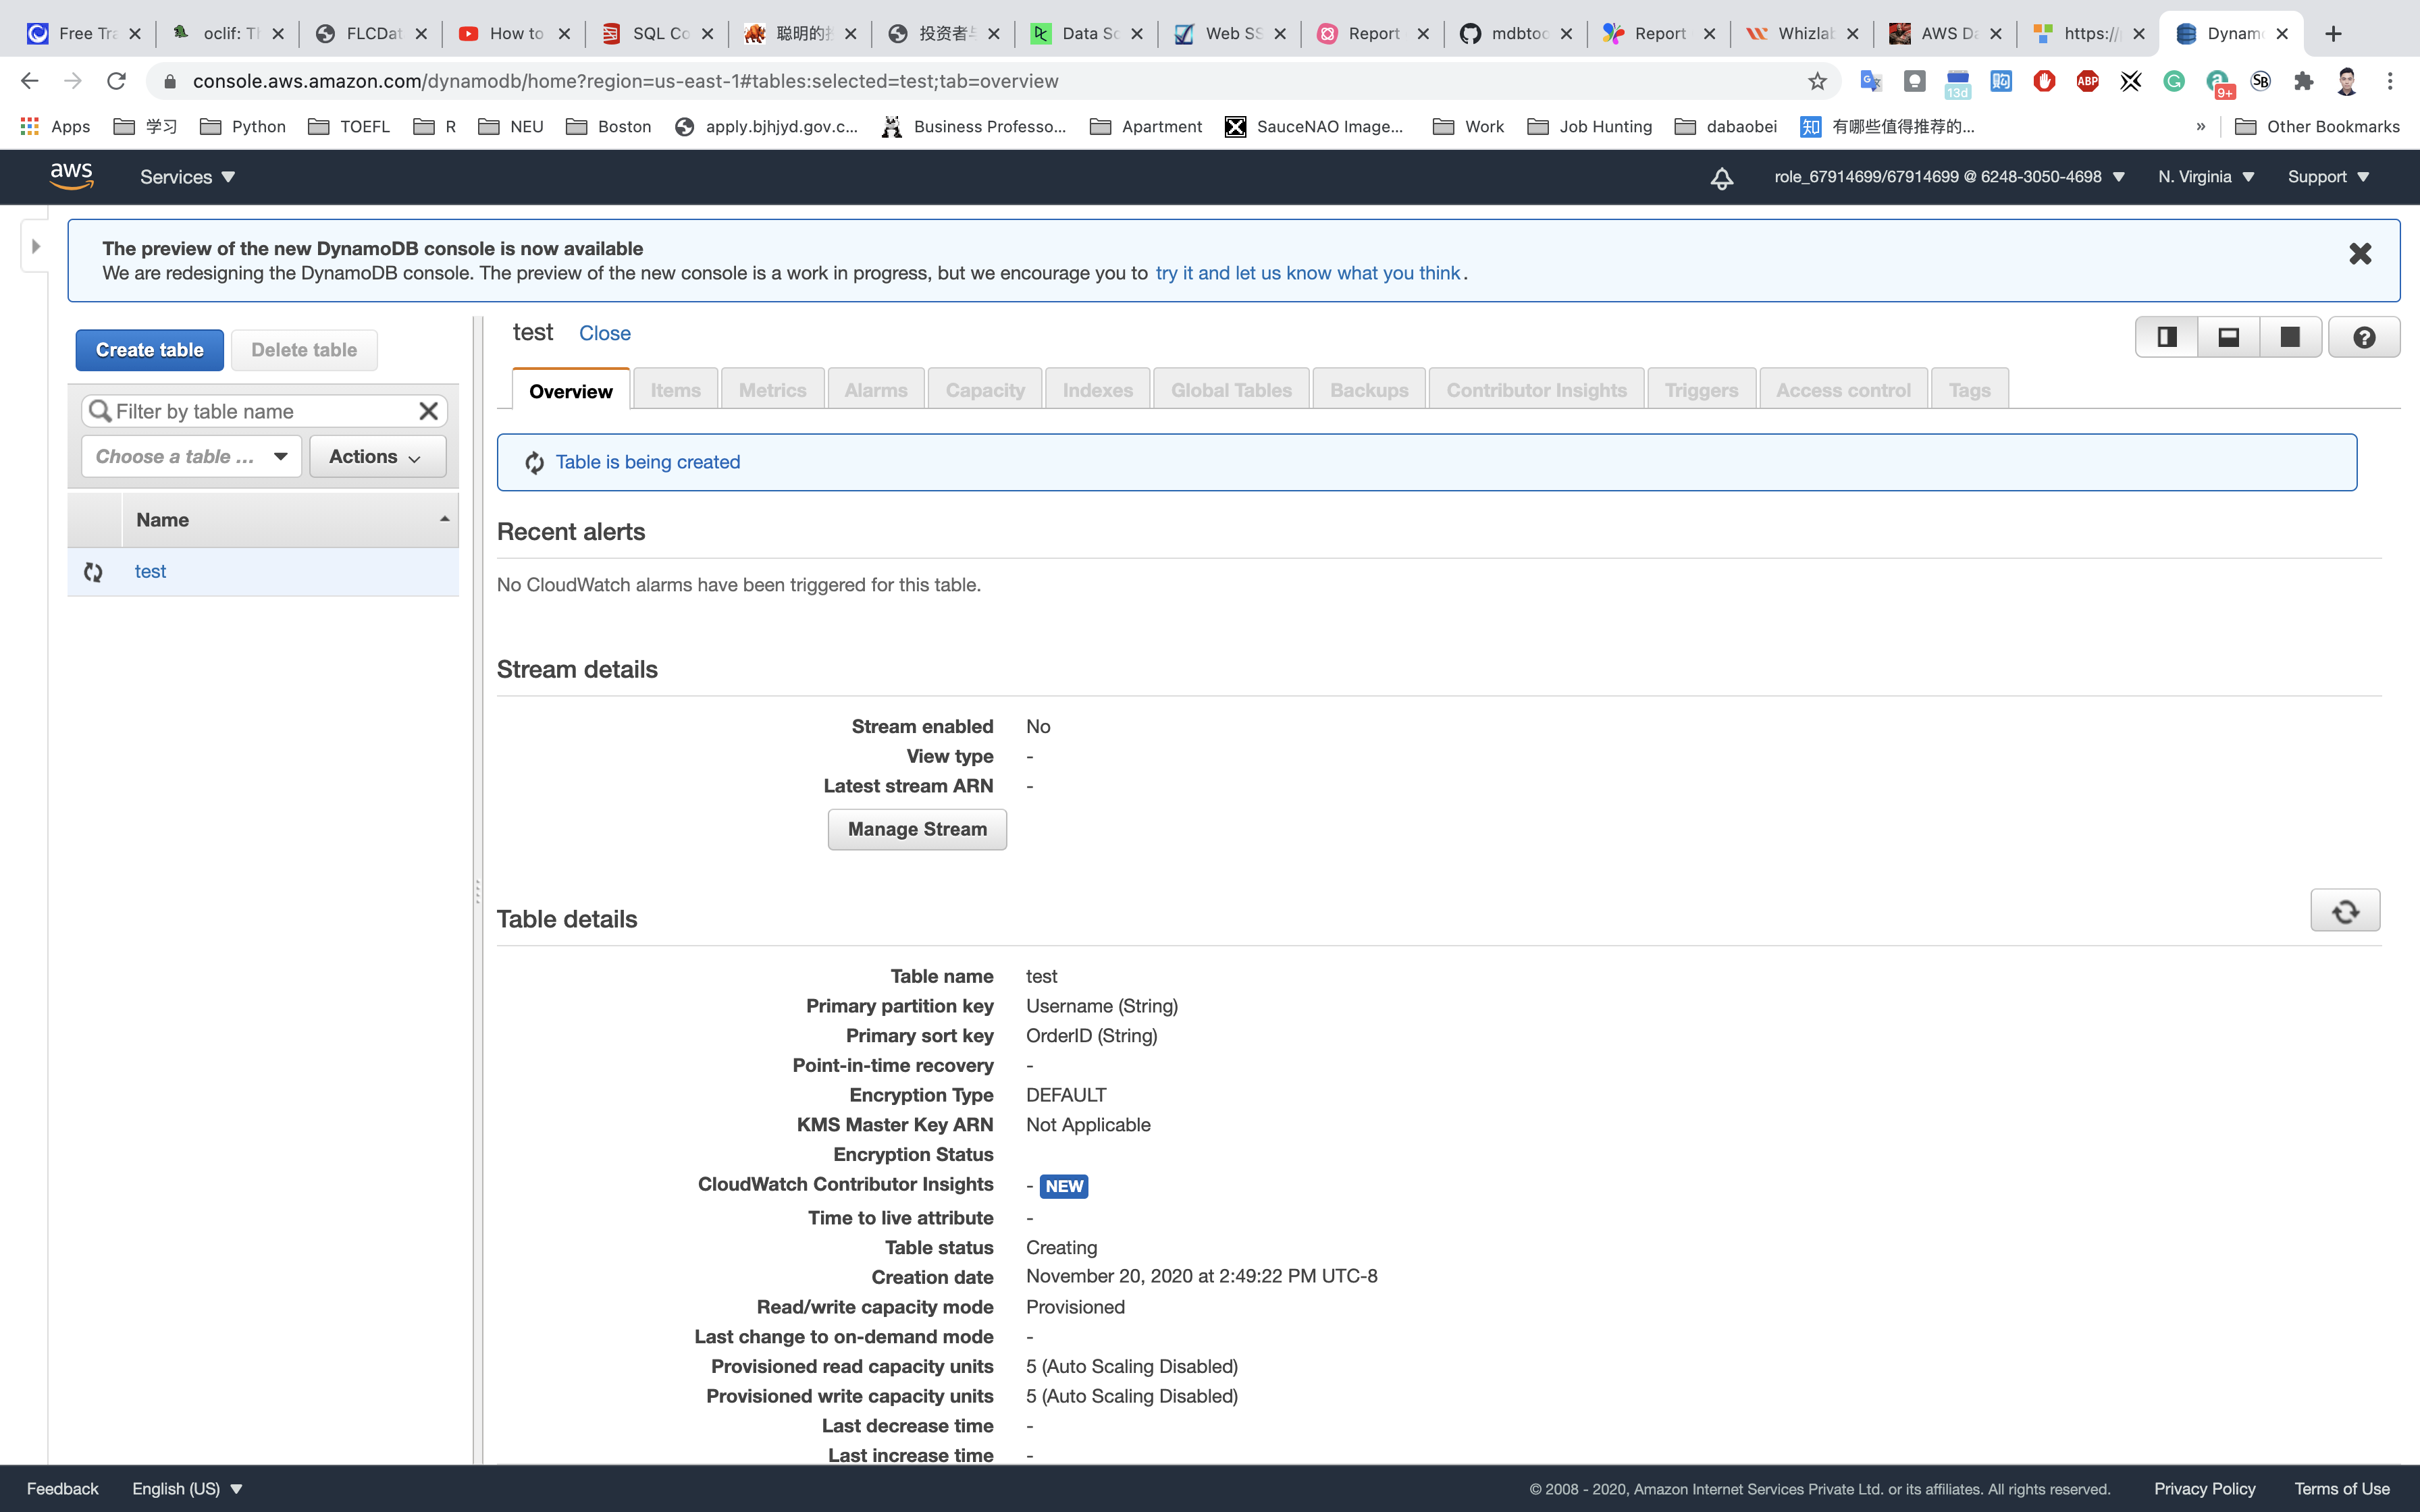 Free Tra
oclif: Th
FLCDat
How to
SQL Co
聪明的
投资者
Data Sc
Web SS
Report
mdbtoo
Report
Whizlab
AWS Da
https://
Dynam
console.aws.amazon.com/dynamodb/home?region=us-east-1#tables:selected=test;tab=overview
13d
ABP
9+
SB
Apps
学习
Python
TOEFL
R
NEU
Boston
apply.bjhjyd.gov.c...
Business Professo...
Apartment
SauceNAO Image...
Work
Job Hunting
dabaobei
知
有哪些值得推荐的...
»
Other Bookmarks
aws
Services
role_67914699/67914699 @ 6248-3050-4698
N. Virginia
Support
The preview of the new DynamoDB console is now available
We are redesigning the DynamoDB console. The preview of the new console is a work in progress, but we encourage you to try it and let us know what you think.
Create table
Delete table
Filter by table name
Choose a table ...
Actions
Name
test
test
Close
Overview
Items
Metrics
Alarms
Capacity
Indexes
Global Tables
Backups
Contributor Insights
Triggers
Access control
Tags
Table is being created
Recent alerts
No CloudWatch alarms have been triggered for this table.
Stream details
Stream enabled No
View type -
Latest stream ARN -
Manage Stream
Table details
Table name test
Primary partition key Username (String)
Primary sort key OrderID (String)
Point-in-time recovery -
Encryption Type DEFAULT
KMS Master Key ARN Not Applicable
Encryption Status
CloudWatch Contributor Insights - NEW
Time to live attribute -
Table status Creating
Creation date November 20, 2020 at 2:49:22 PM UTC-8
Read/write capacity mode Provisioned
Last change to on-demand mode -
Provisioned read capacity units 5 (Auto Scaling Disabled)
Provisioned write capacity units 5 (Auto Scaling Disabled)
Last decrease time -
Last increase time -
Feedback
English (US)
© 2008 - 2020, Amazon Internet Services Private Ltd. or its affiliates. All rights reserved.
Privacy Policy
Terms of Use